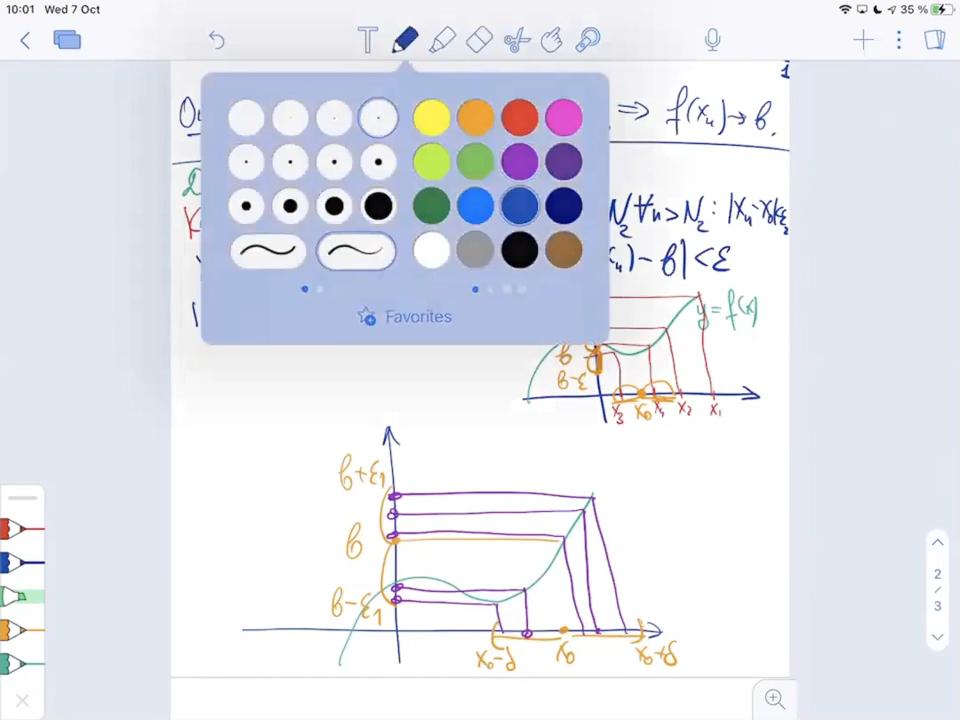 10:01 Wed 7 Oct
35 %
⇒ f(xₙ) → b.
N₂ ∀n > N₂ : |xₙ - x₀| < ε₂
xₙ) - b| < ε
Favorites
y = f(x)
b
b-ε
x₃ x₀ x₄ x₂ x₁
b+ε₁
b
b-ε₁
x₀-δ x₀ x₀+δ
2
/
3